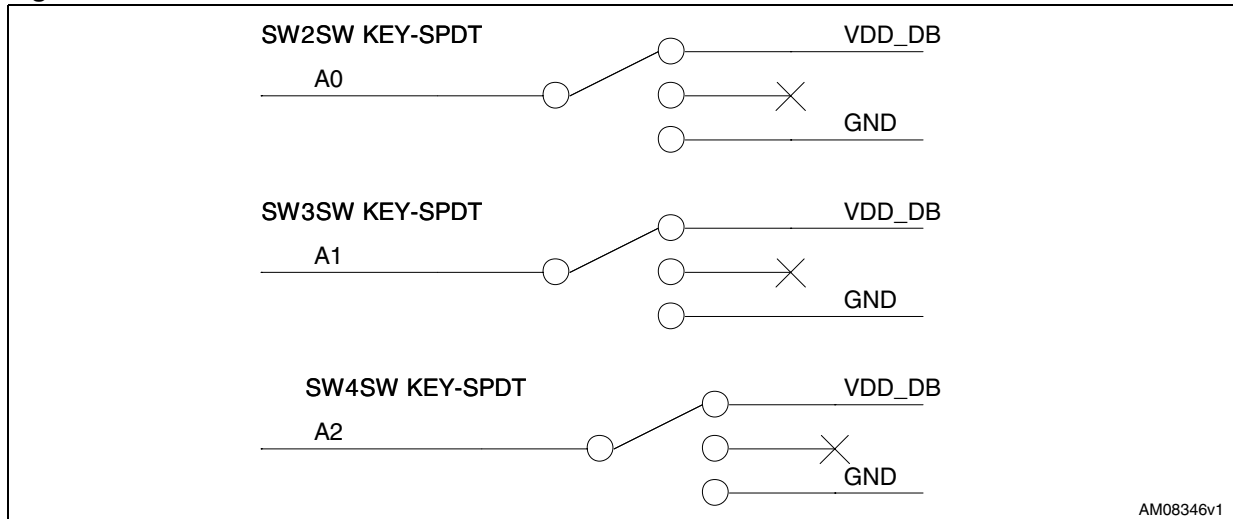 SW2SW KEY-SPDT
VDD_DB
A0
GND
SW3SW KEY-SPDT
VDD_DB
A1
GND
SW4SW KEY-SPDT
VDD_DB
A2
GND
AM08346v1